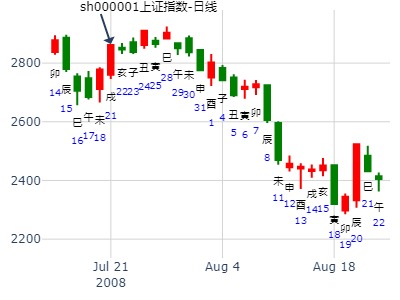 sh000001上证指数-日线
2800
2600
2400
2200
卯
14
辰
15
巳
16
午
17
未
18
戌
21
亥
22
子
23
丑
24
寅
25
巳
28
午
29
未
30
申
31
酉
1
子
4
丑
5
寅
6
卯
7
辰
8
未
11
申
12
酉
13
戌
14
亥
15
寅
18
卯
19
辰
20
巳
21
午
22
Jul 21
2008
Aug 4
Aug 18